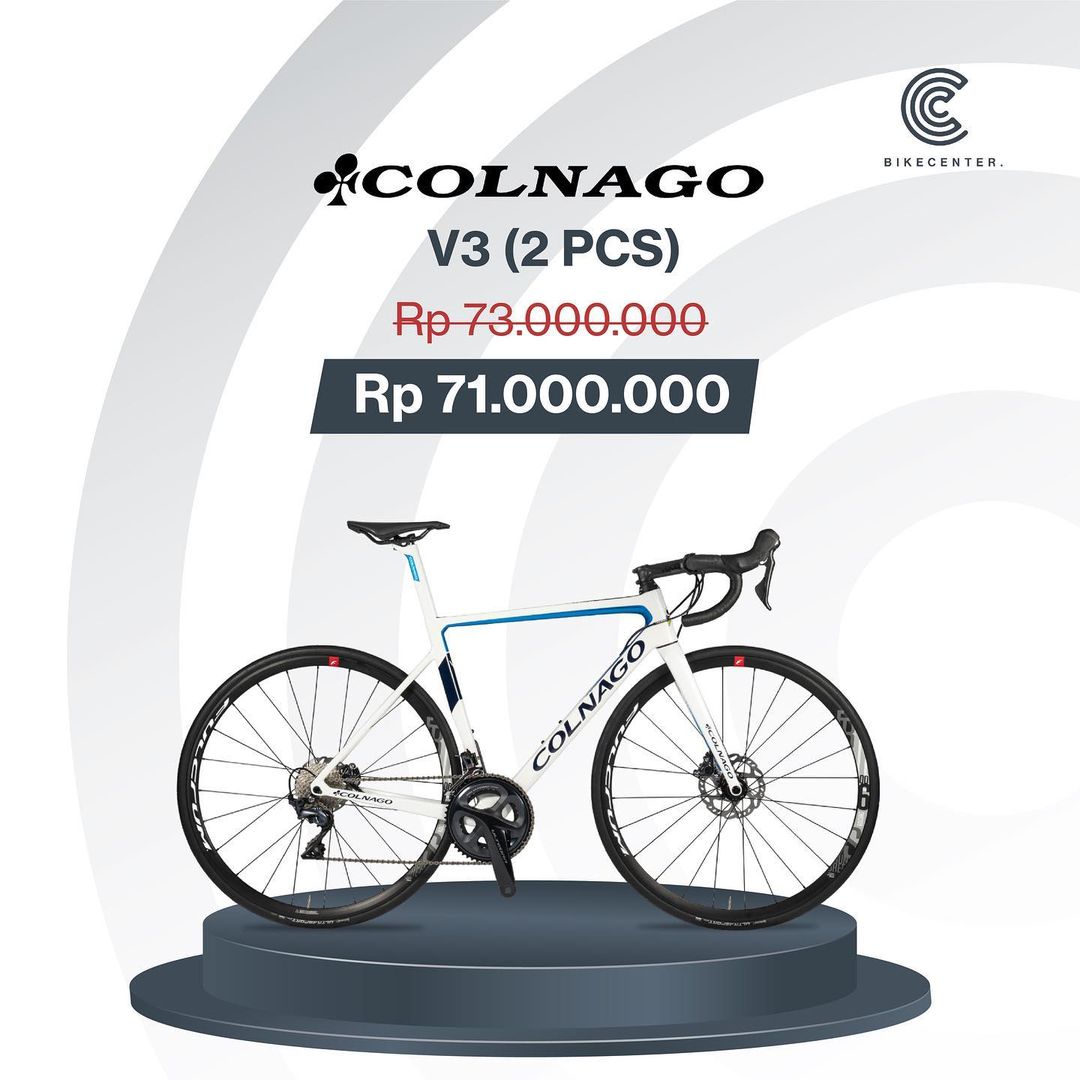 BIKECENTER.
COLNAGO
V3 (2 PCS)
Rp 73.000.000
Rp 71.000.000
COLNAGO
COLNAGO
COLNAGO